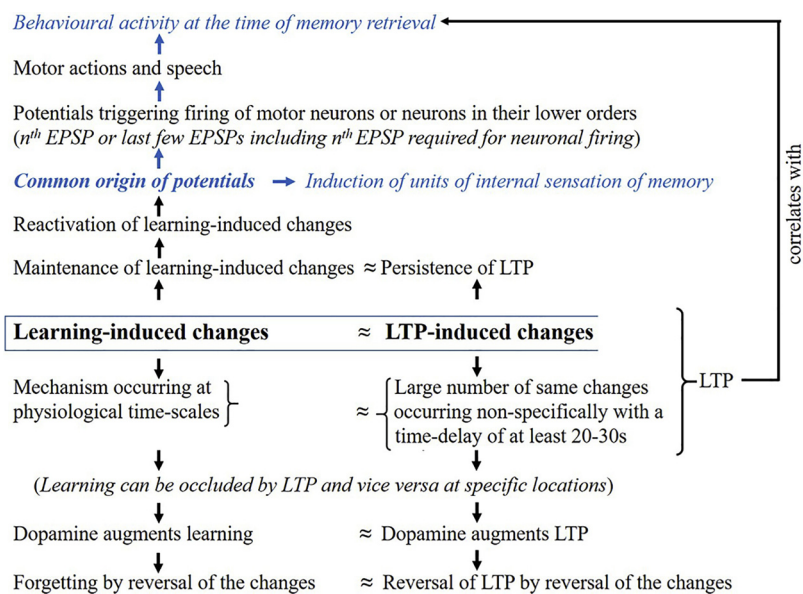 Behavioural activity at the time of memory retrieval
Motor actions and speech
Potentials triggering firing of motor neurons or neurons in their lower orders
(nth EPSP or last few EPSPs including nth EPSP required for neuronal firing)
Common origin of potentials → Induction of units of internal sensation of memory
Reactivation of learning-induced changes
Maintenance of learning-induced changes ≈ Persistence of LTP
Learning-induced changes ≈ LTP-induced changes
Mechanism occurring at
physiological time-scales
≈
Large number of same changes
occurring non-specifically with a
time-delay of at least 20-30s
LTP
correlates with
(Learning can be occluded by LTP and vice versa at specific locations)
Dopamine augments learning ≈ Dopamine augments LTP
Forgetting by reversal of the changes ≈ Reversal of LTP by reversal of the changes